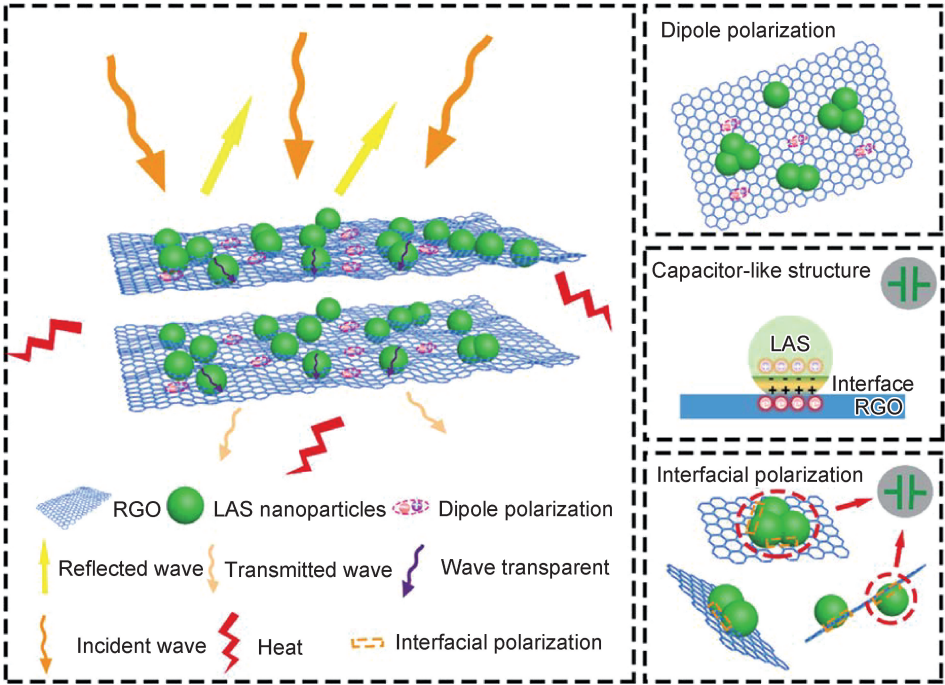 Dipole polarization
Capacitor-like structure
LAS
- - - -
++++
Interface
RGO
Interfacial polarization
RGO
LAS nanoparticles
Dipole polarization
Reflected wave
Transmitted wave
Wave transparent
Incident wave
Heat
Interfacial polarization